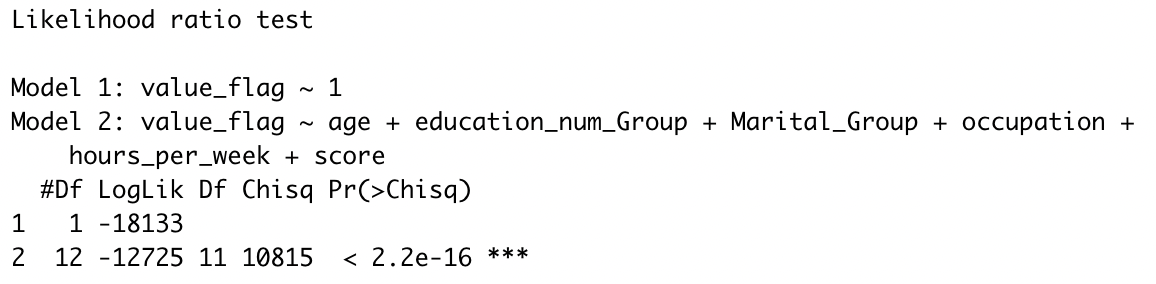 Likelihood ratio test
Model 1: value_flag ~ 1
Model 2: value_flag ~ age + education_num_Group + Marital_Group + occupation +
    hours_per_week + score
  #Df LogLik Df Chisq Pr(>Chisq)
1   1 -18133
2  12 -12725 11 10815  < 2.2e-16 ***